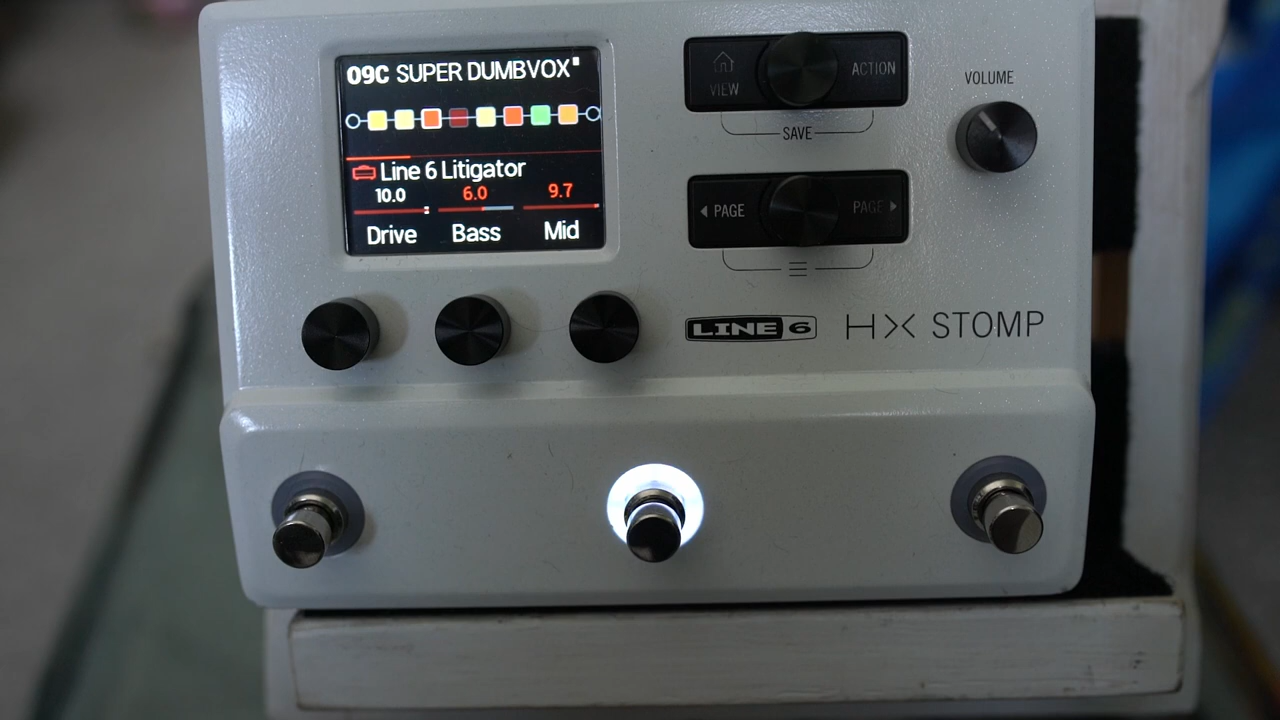 09C SUPER DUMBVOX
Line 6 Litigator
10.0 6.0 9.7
Drive Bass Mid
VIEW
ACTION
SAVE
PAGE
PAGE
VOLUME
LINE 6
HX STOMP